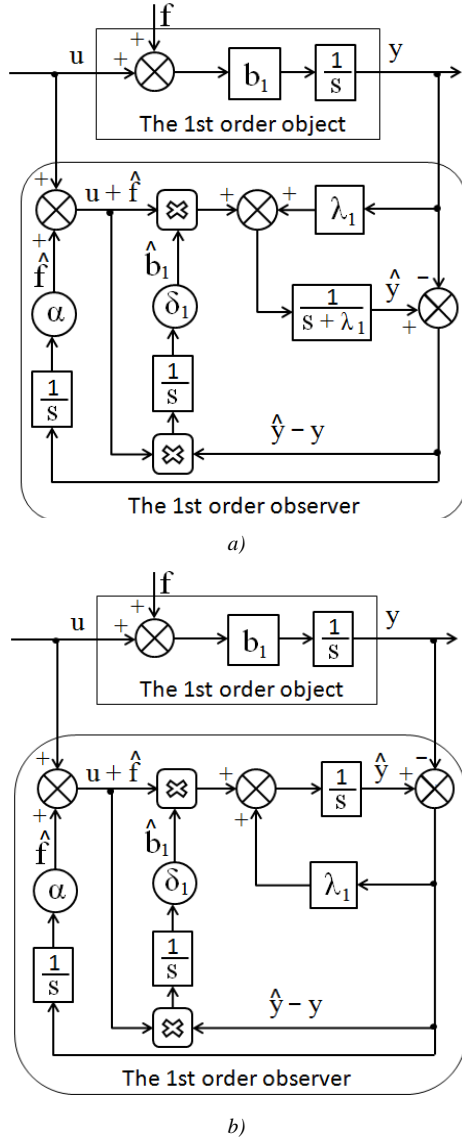 f
u + + y
b₁ 1/s
The 1st order object
+ u + f̂ + + λ₁
+
f̂ b̂₁ ŷ −
α δ₁ 1/(s + λ₁) +
1/s 1/s
ŷ − y
The 1st order observer
a)
f
u + + y
b₁ 1/s
The 1st order object
+ u + f̂ + 1/s ŷ + −
+ +
f̂ b̂₁
α δ₁ λ₁
1/s 1/s
ŷ − y
The 1st order observer
b)